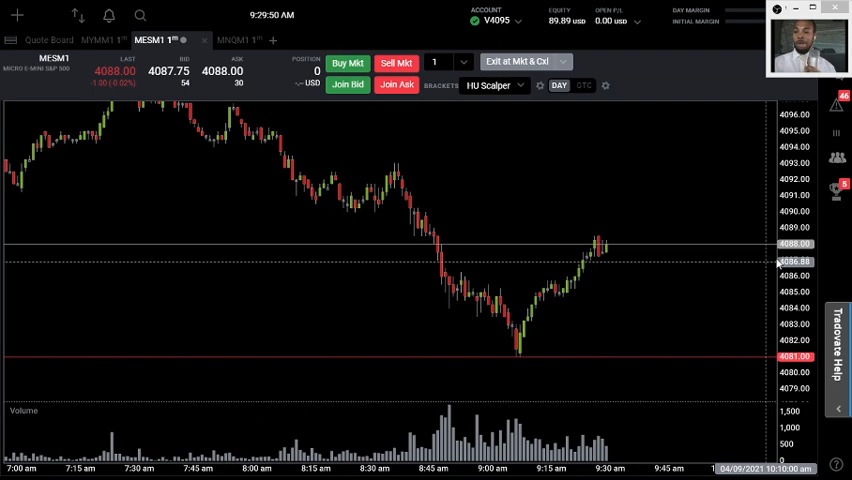 9:29:50 AM
ACCOUNT
V4095
EQUITY
89.89 USD
OPEN P/L
0.00 USD
DAY MARGIN
INITIAL MARGIN
Quote Board
MYMM1 1m
MESM1 1m
MNQM1 1m
MESM1
MICRO E-MINI S&P 500
4088.00
-1.00 (-0.02%)
BID
4087.75
54
ASK
4088.00
30
POSITION
0
-.-- USD
Buy Mkt
Sell Mkt
1
Exit at Mkt & Cxl
Join Bid
Join Ask
BRACKETS
HU Scalper
DAY
GTC
46
5
4096.00
4095.00
4094.00
4093.00
4092.00
4091.00
4090.00
4089.00
4088.00
4086.88
4086.00
4085.00
4084.00
4083.00
4082.00
4081.00
4080.00
4079.00
Tradovate Help
Volume
1,500
1,000
500
0
7:00 am
7:15 am
7:30 am
7:45 am
8:00 am
8:15 am
8:30 am
8:45 am
9:00 am
9:15 am
9:30 am
9:45 am
04/09/2021 10:10:00 am